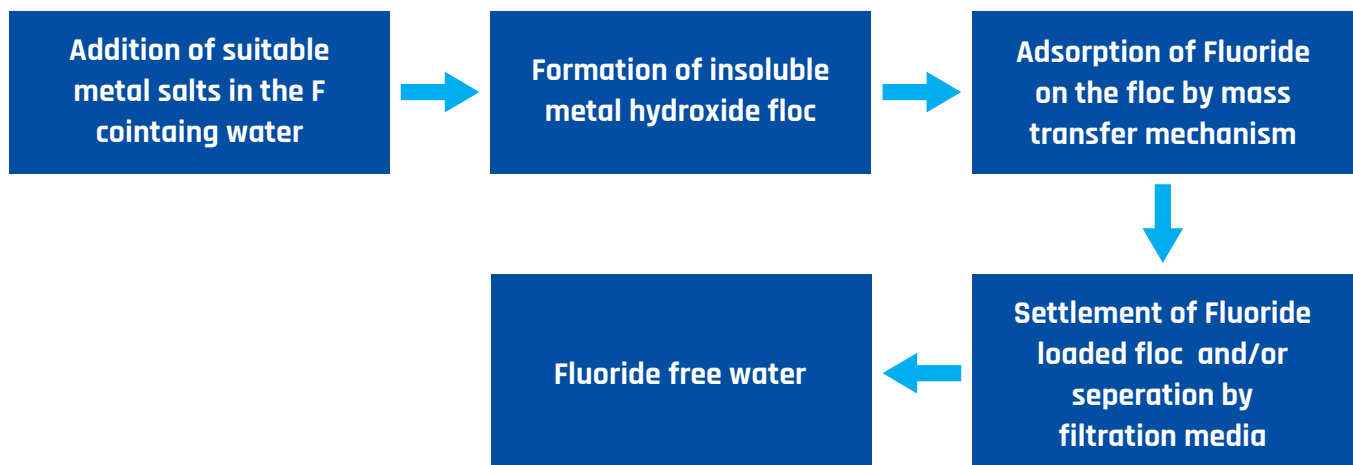 Addition of suitable
metal salts in the F
cointaing water
Formation of insoluble
metal hydroxide floc
Adsorption of Fluoride
on the floc by mass
transfer mechanism
Settlement of Fluoride
loaded floc and/or
seperation by
filtration media
Fluoride free water